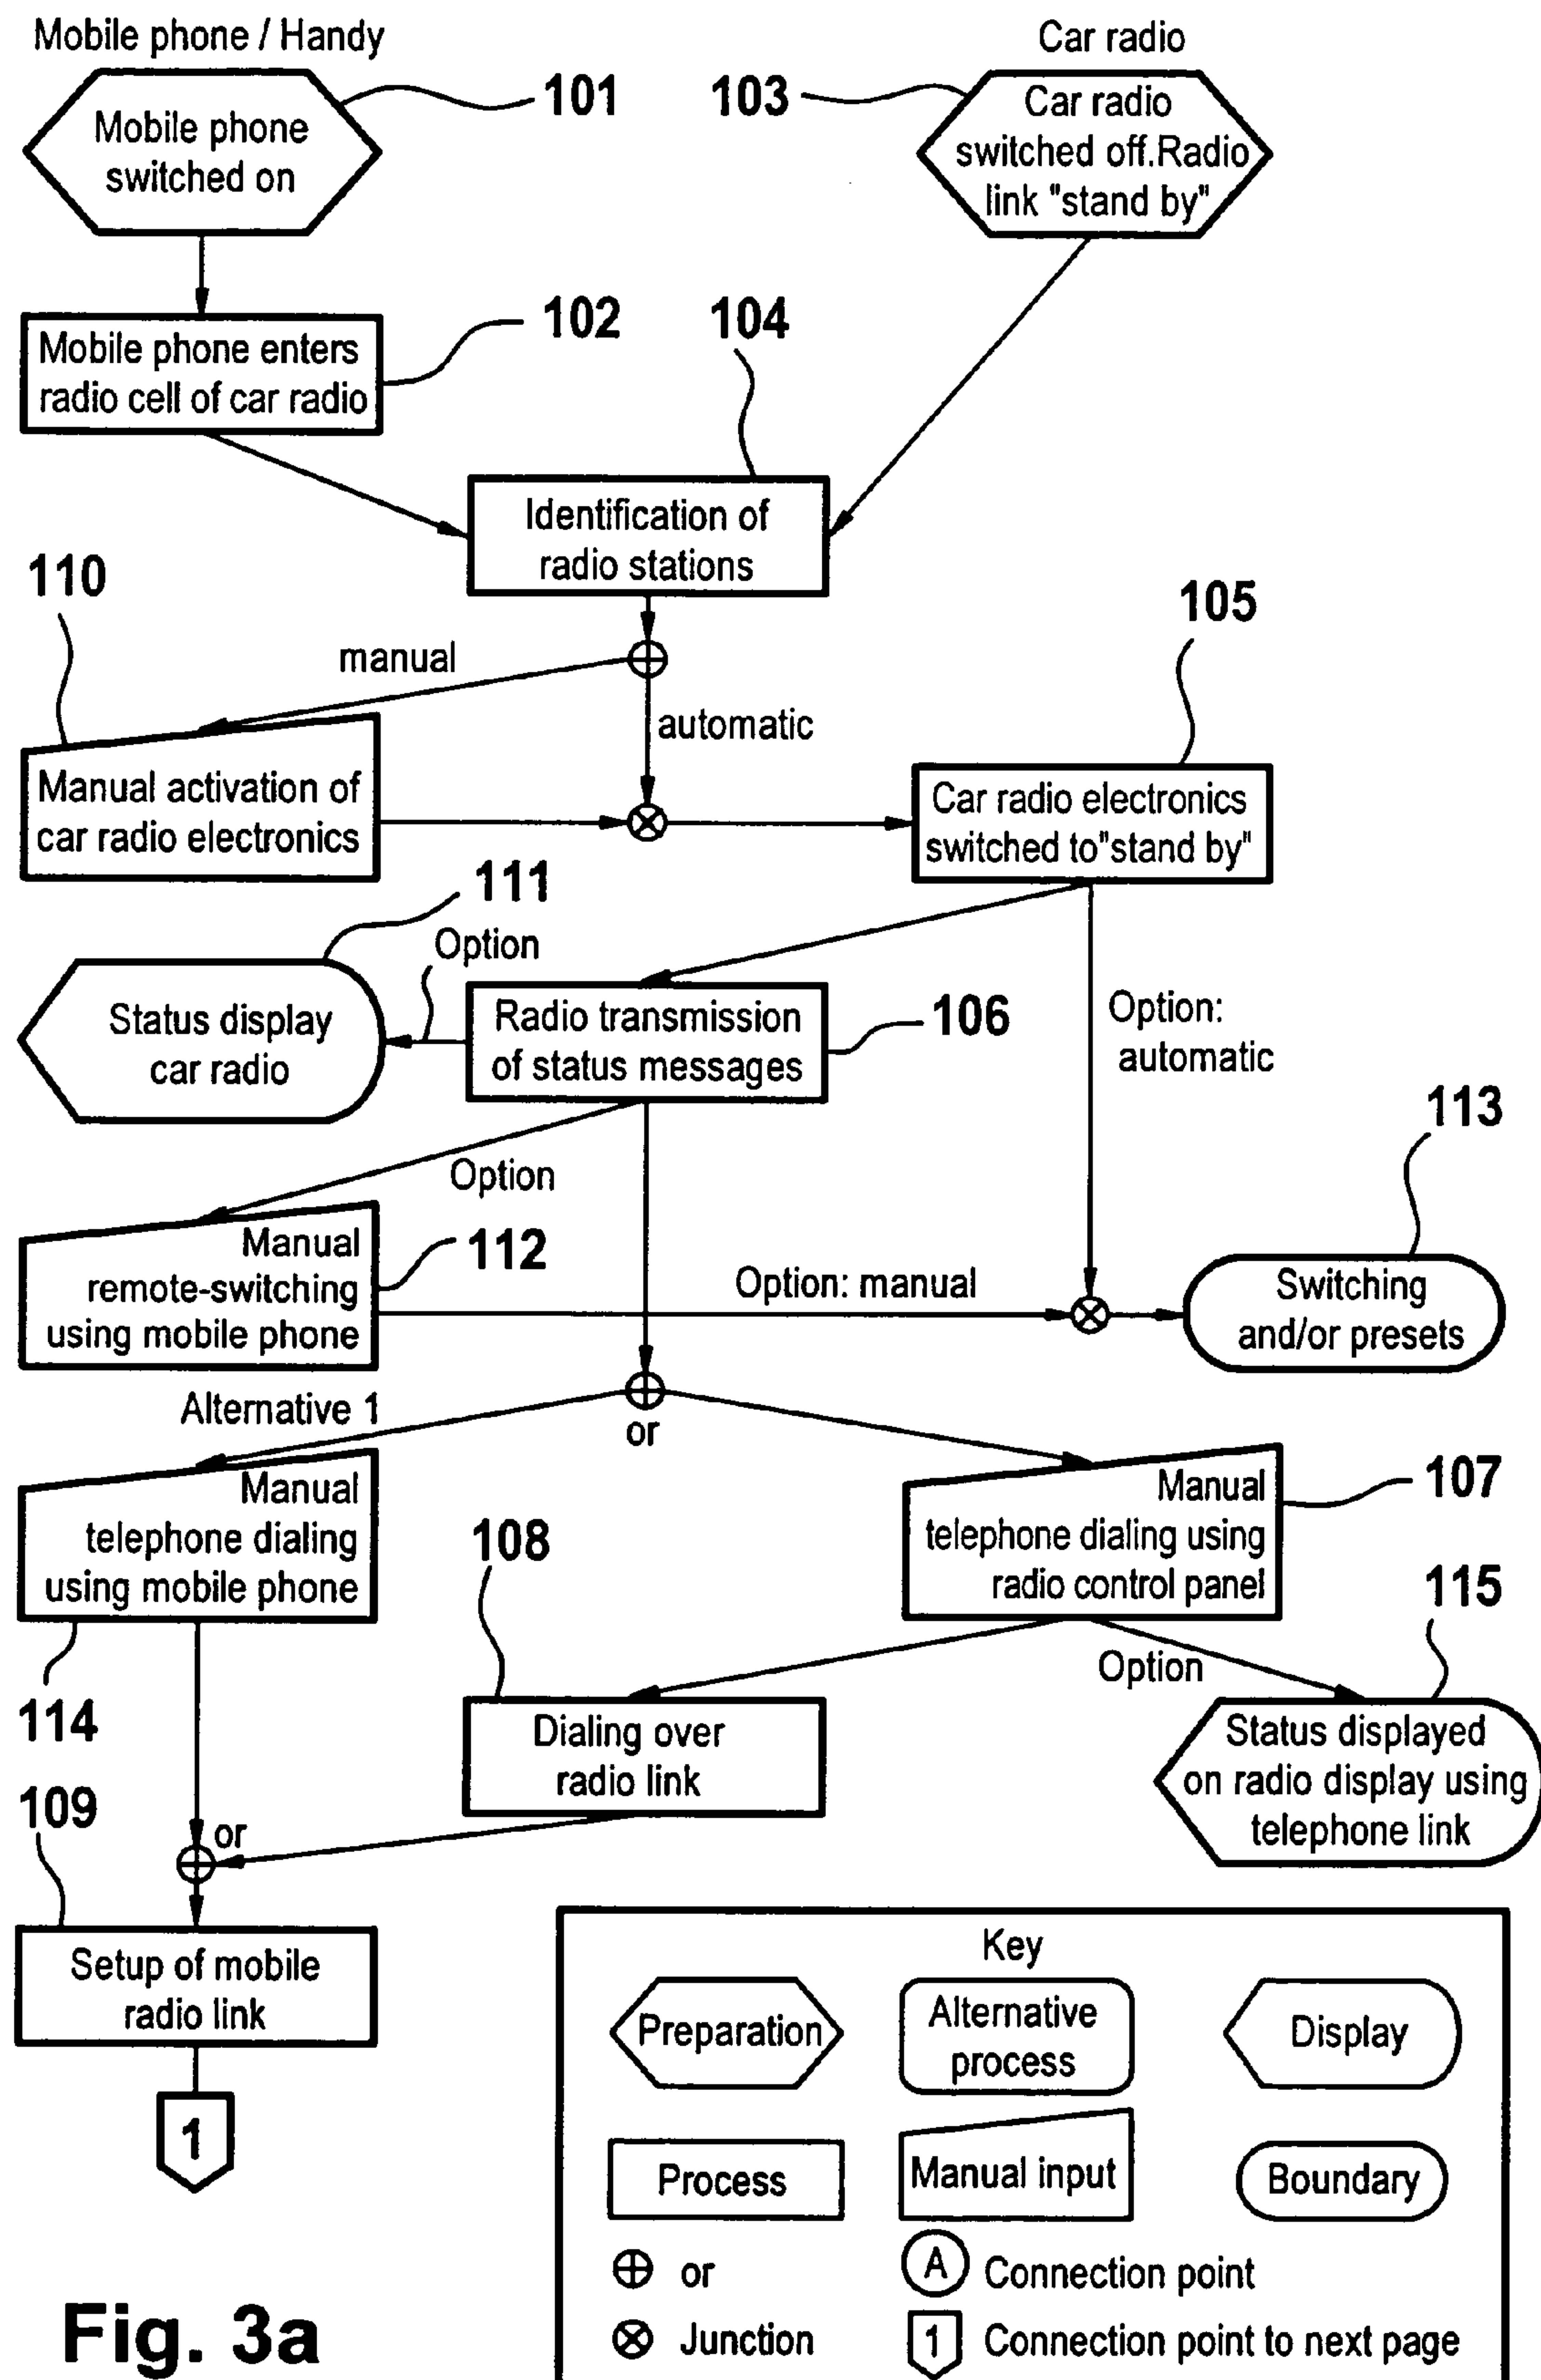 Mobile phone / Handy
Car radio
101
103
Mobile phone
switched on
Car radio
switched off.Radio
link "stand by"
102
104
Mobile phone enters
radio cell of car radio
Identification of
radio stations
110
105
manual
automatic
Manual activation of
car radio electronics
Car radio electronics
switched to"stand by"
111
Option
Status display
car radio
Radio transmission
of status messages
106
Option:
automatic
113
Option
Manual
remote-switching
using mobile phone
112
Option: manual
Switching
and/or presets
Alternative 1
or
Manual
telephone dialing
using mobile phone
108
Manual
telephone dialing using
radio control panel
107
115
114
Option
Dialing over
radio link
Status displayed
on radio display using
telephone link
109
or
Setup of mobile
radio link
1
Key
Preparation
Alternative
process
Display
Process
Manual input
Boundary
or
A
Connection point
Junction
1
Connection point to next page
Fig. 3a